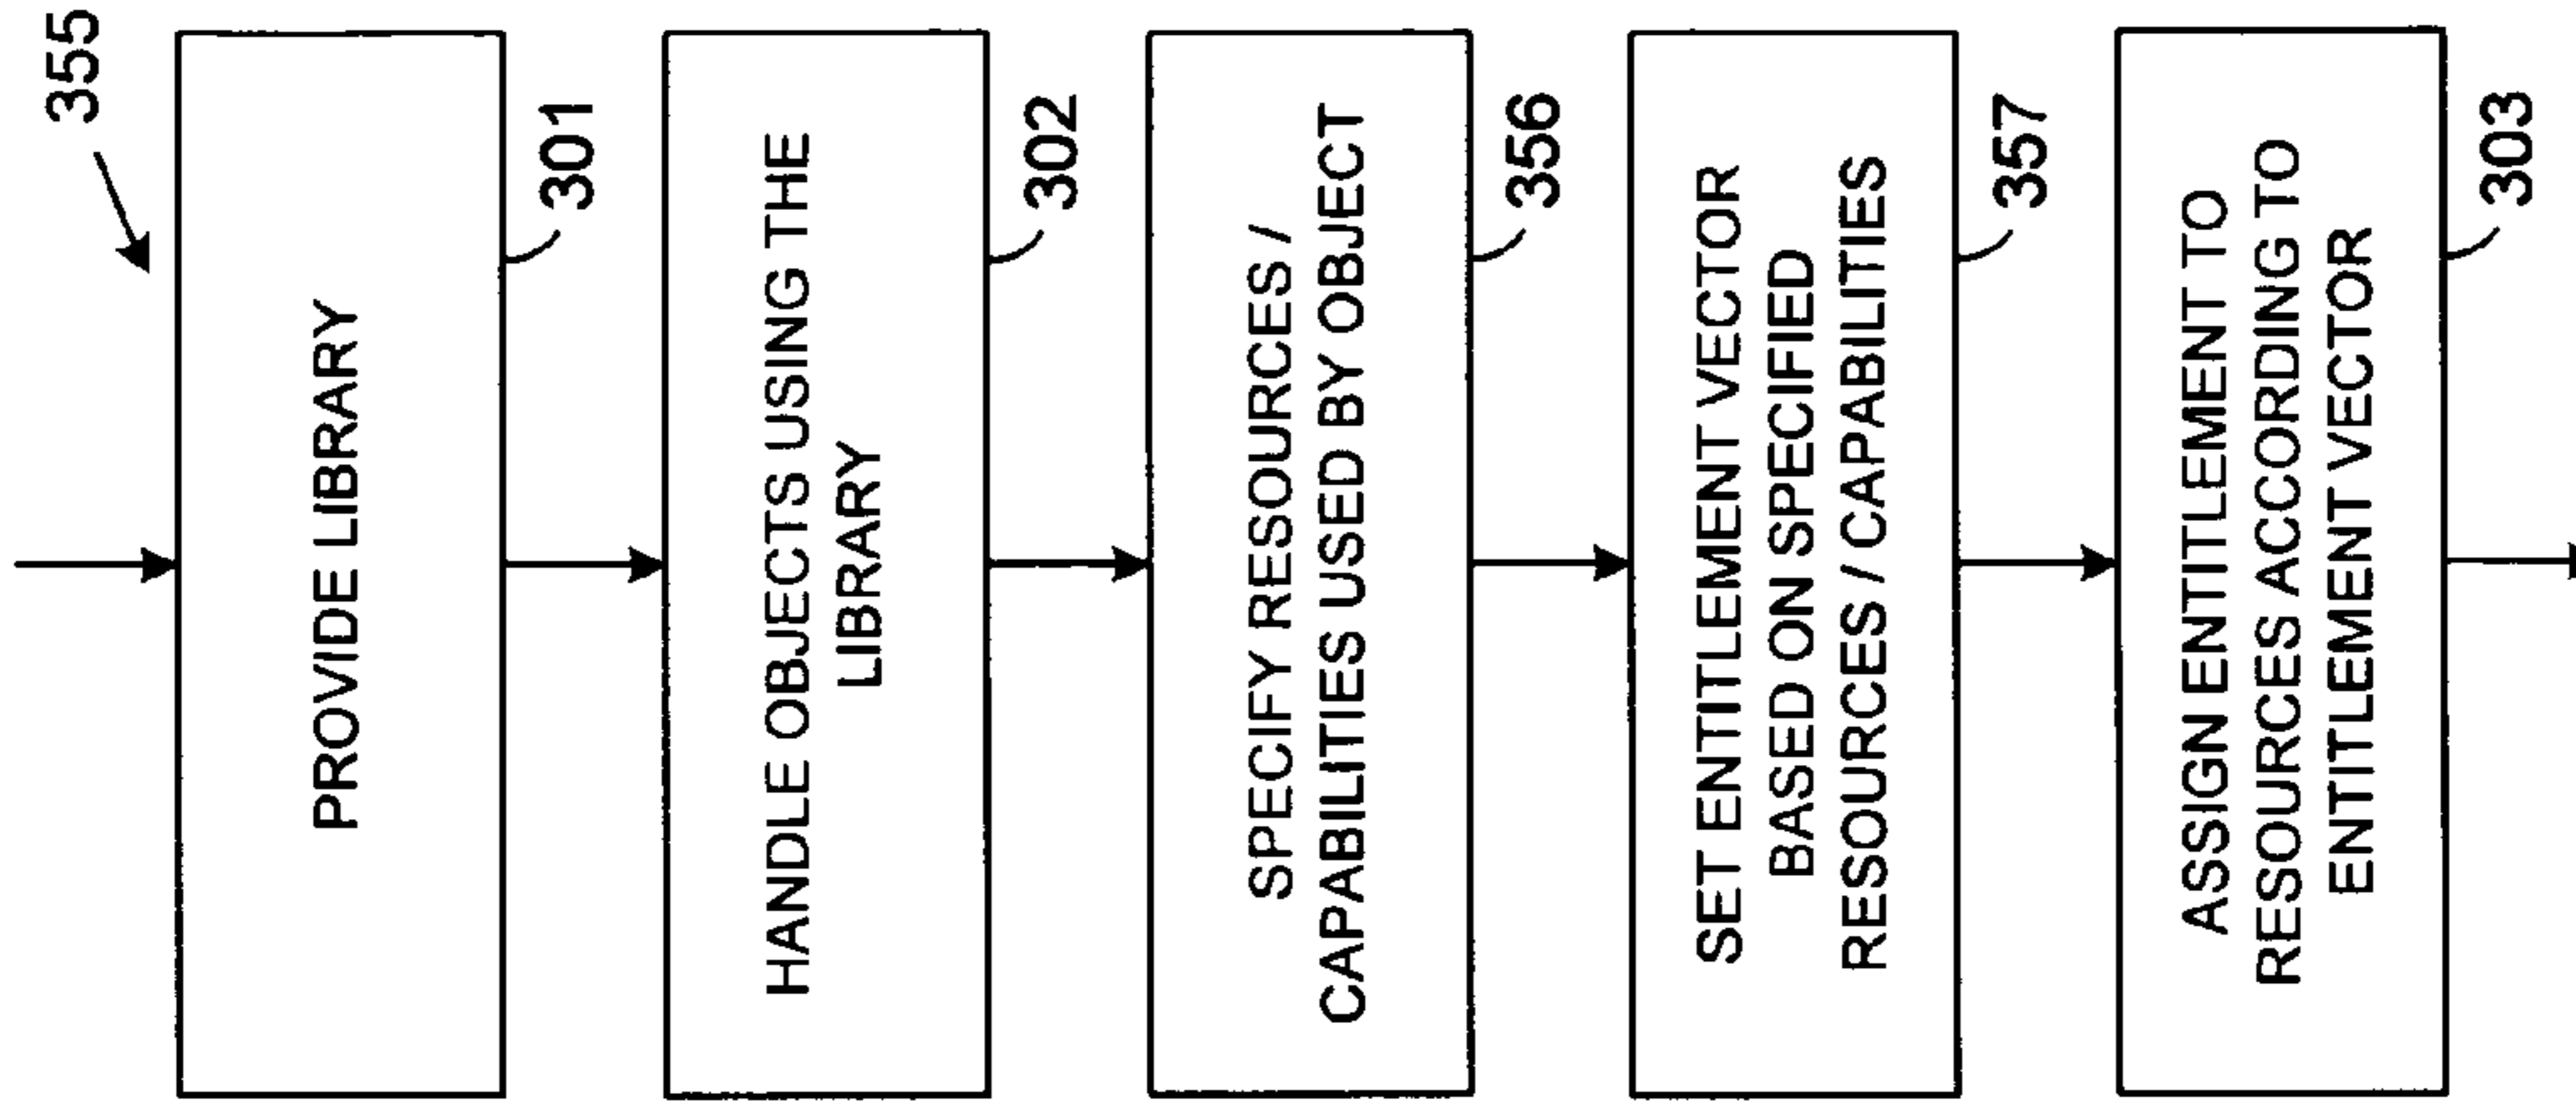 355
PROVIDE LIBRARY
301
HANDLE OBJECTS USING THE
LIBRARY
302
SPECIFY RESOURCES /
CAPABILITIES USED BY OBJECT
356
SET ENTITLEMENT VECTOR
BASED ON SPECIFIED
RESOURCES / CAPABILITIES
357
ASSIGN ENTITLEMENT TO
RESOURCES ACCORDING TO
ENTITLEMENT VECTOR
303